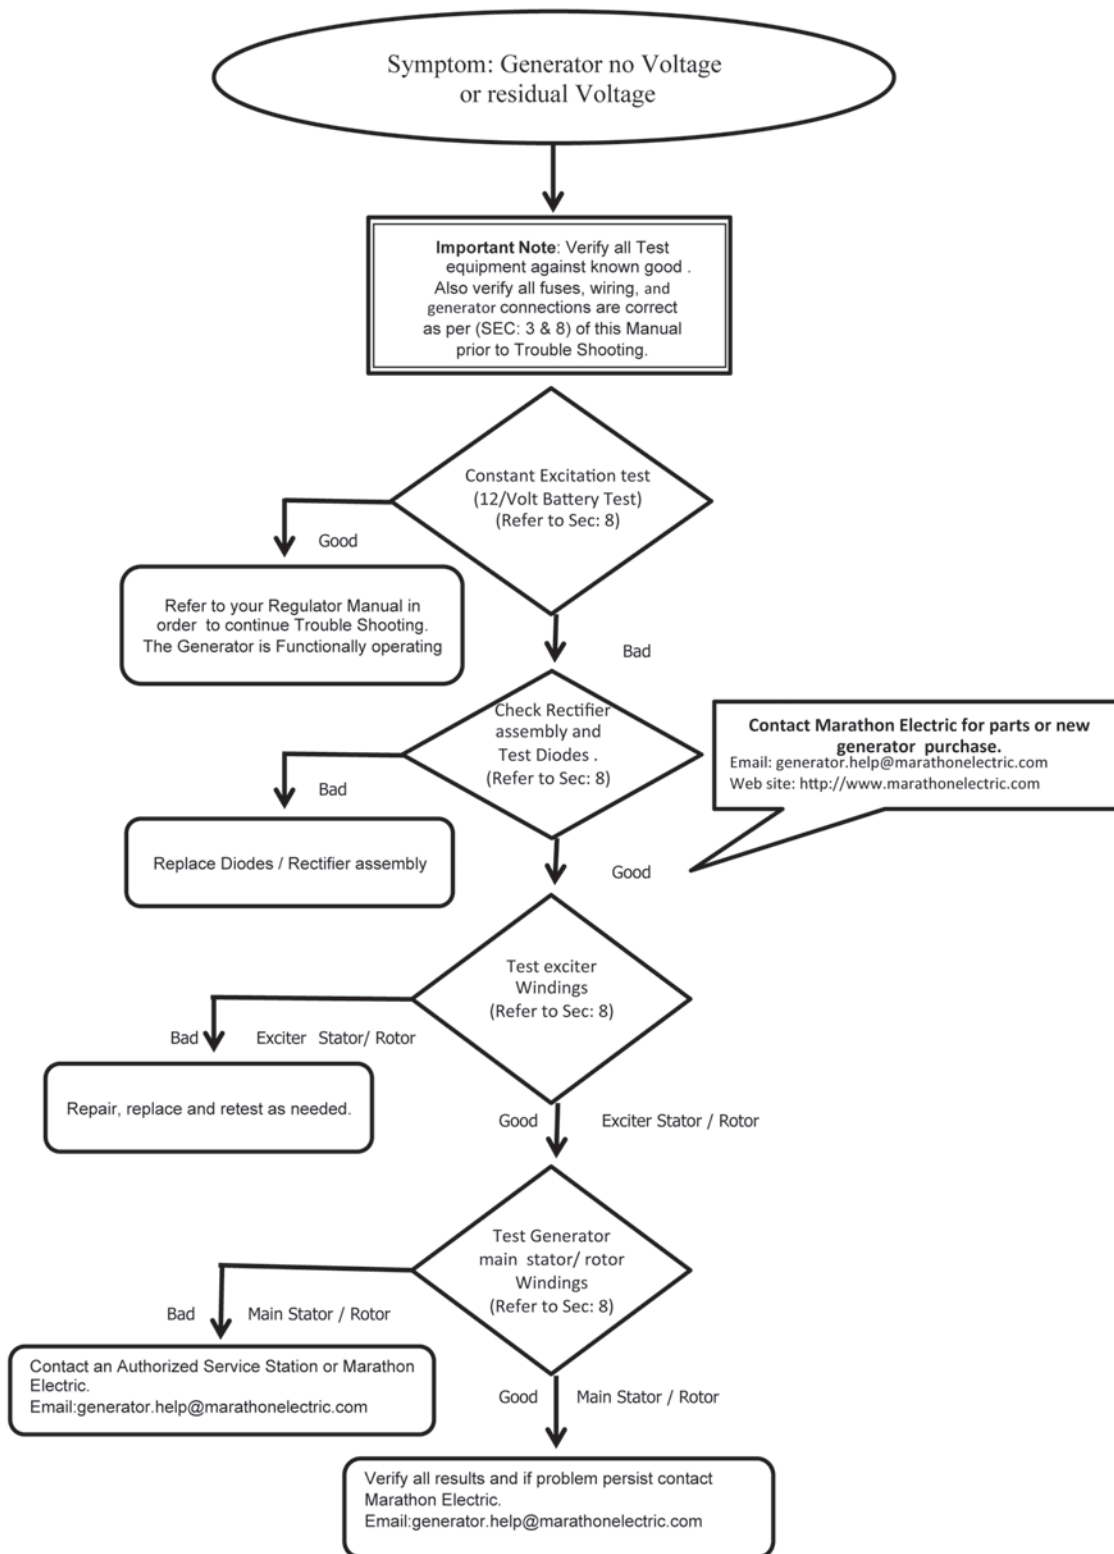 Symptom: Generator no Voltage
or residual Voltage
Important Note: Verify all Test
equipment against known good .
Also verify all fuses, wiring, and
generator connections are correct
as per (SEC: 3 & 8) of this Manual
prior to Trouble Shooting.
Constant Excitation test
(12/Volt Battery Test)
(Refer to Sec: 8)
Good
Refer to your Regulator Manual in
order to continue Trouble Shooting.
The Generator is Functionally operating
Bad
Check Rectifier
assembly and
Test Diodes .
(Refer to Sec: 8)
Contact Marathon Electric for parts or new
generator purchase.
Email: generator.help@marathonelectric.com
Web site: http://www.marathonelectric.com
Bad
Replace Diodes / Rectifier assembly
Good
Test exciter
Windings
(Refer to Sec: 8)
Bad Exciter Stator/ Rotor
Repair, replace and retest as needed.
Good Exciter Stator / Rotor
Test Generator
main stator/ rotor
Windings
(Refer to Sec: 8)
Bad Main Stator / Rotor
Contact an Authorized Service Station or Marathon
Electric.
Email:generator.help@marathonelectric.com
Good Main Stator / Rotor
Verify all results and if problem persist contact
Marathon Electric.
Email:generator.help@marathonelectric.com